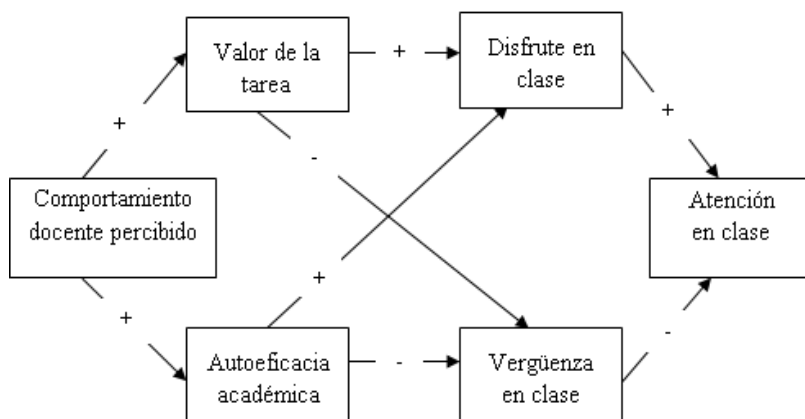 Valor de la
tarea
+
Disfrute en
clase
+
+
-
Comportamiento
docente percibido
Atención
en clase
+
+
-
Autoeficacia
académica
-
Vergüenza
en clase